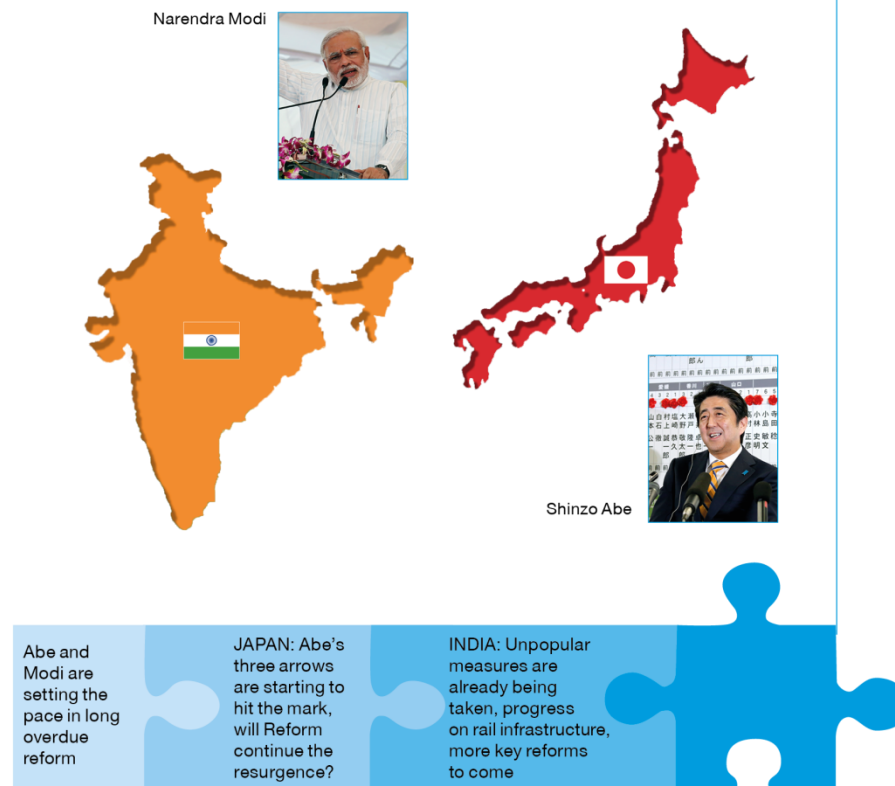 Narendra Modi
Shinzo Abe
Abe and
Modi are
setting the
pace in long
overdue
reform
JAPAN: Abe’s
three arrows
are starting to
hit the mark,
will Reform
continue the
resurgence?
INDIA: Unpopular
measures are
already being
taken, progress
on rail infrastructure,
more key reforms
to come